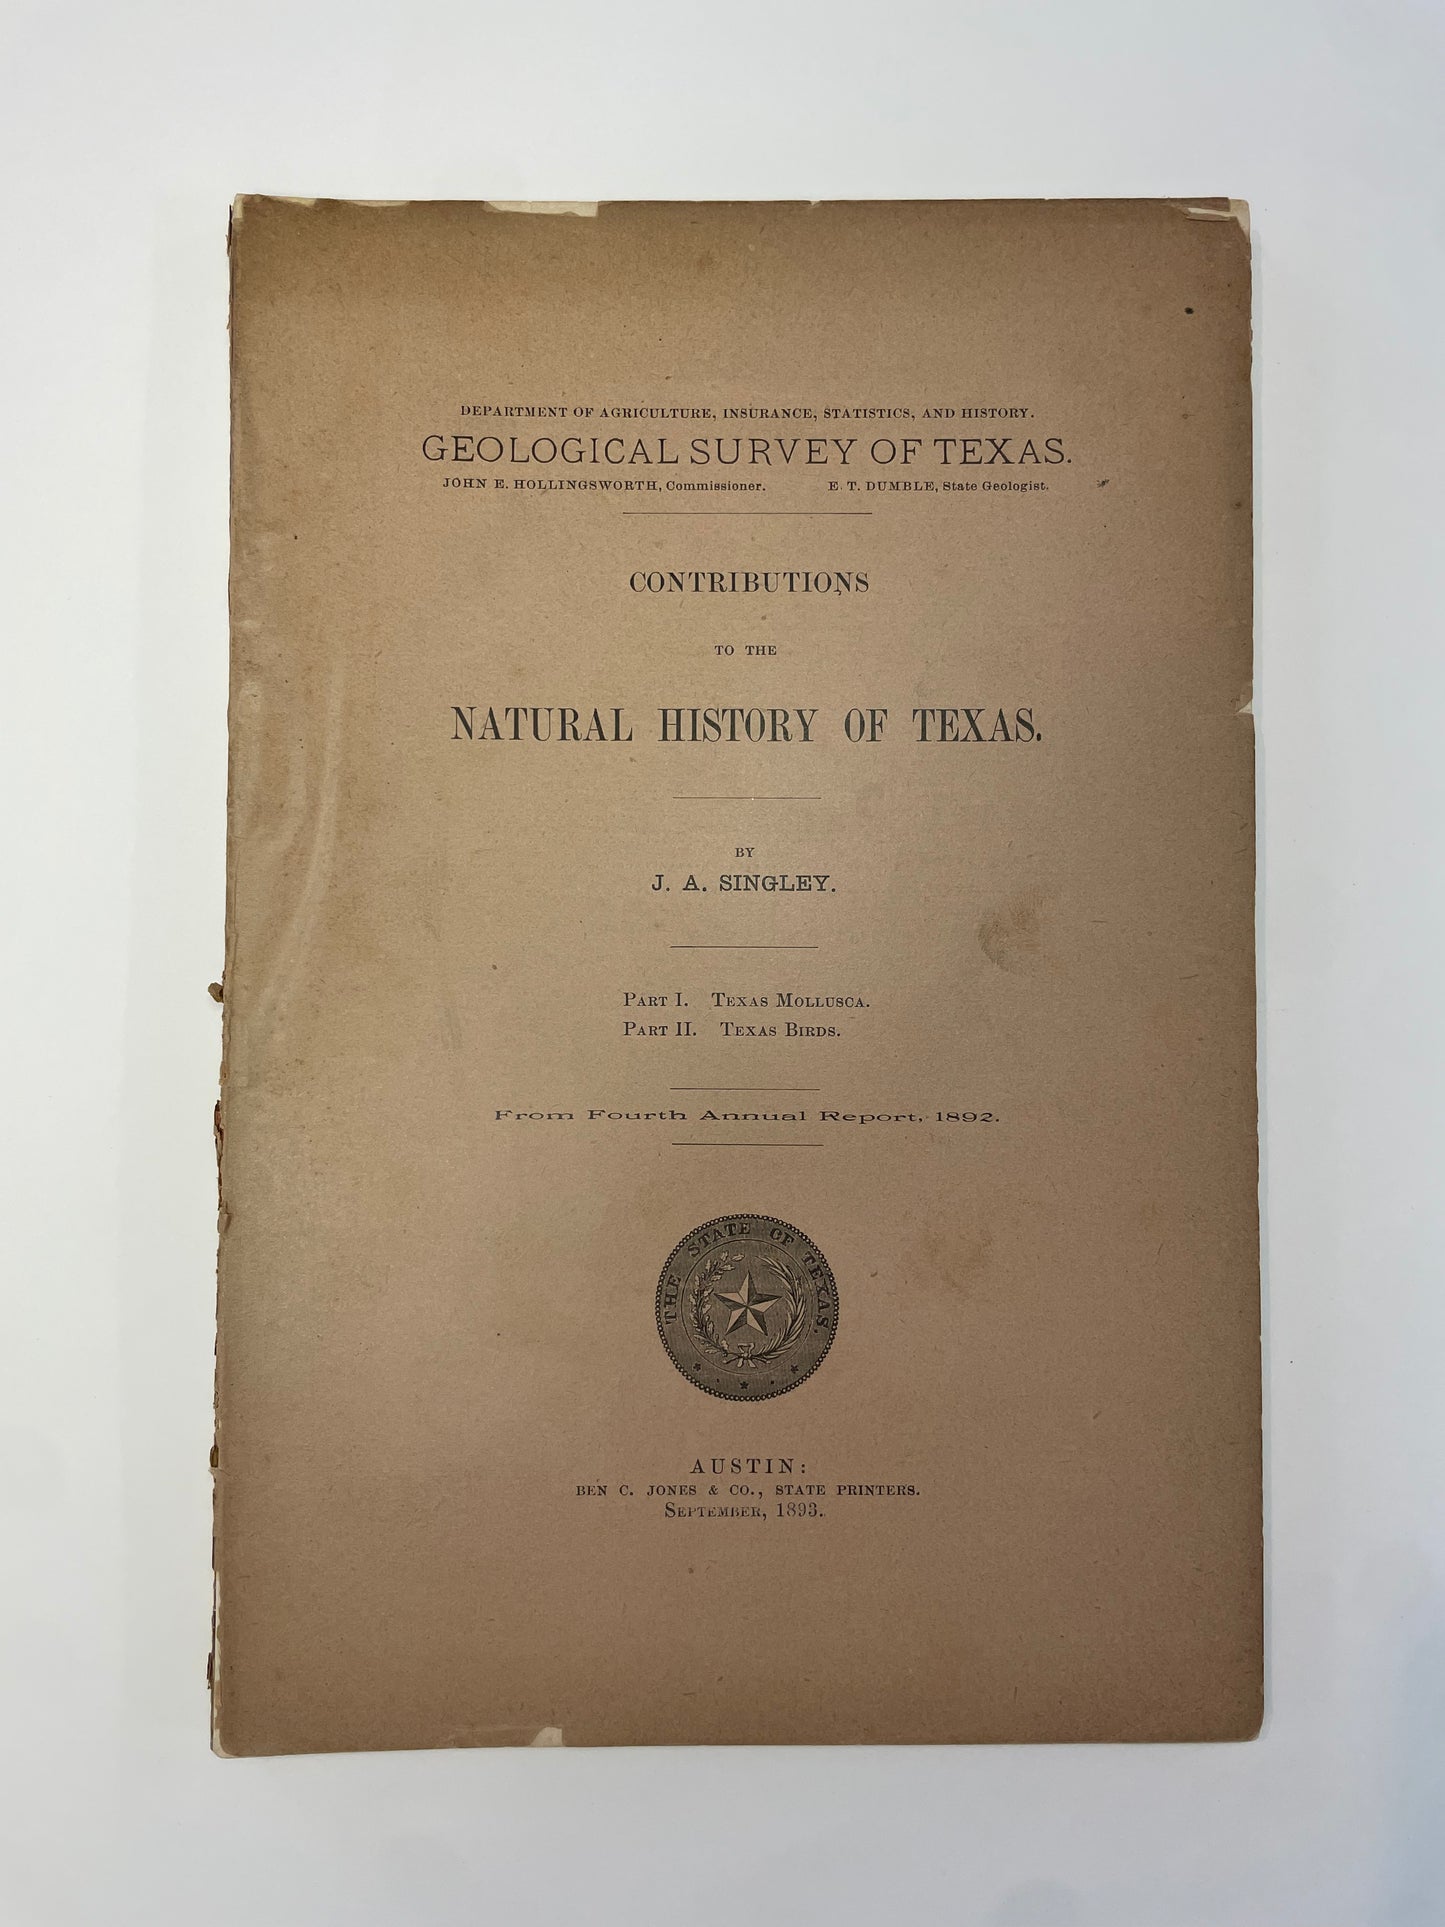 DEPARTMENT OF AGRICULTURE, INSURANCE, STATISTICS, AND HISTORY.
GEOLOGICAL SURVEY OF TEXAS.
JOHN E. HOLLINGSWORTH, Commissioner. E. T. DUMBLE, State Geologist.
CONTRIBUTIONS
TO THE
NATURAL HISTORY OF TEXAS.
BY
J. A. SINGLEY.
PART I. TEXAS MOLLUSCA.
PART II. TEXAS BIRDS.
From Fourth Annual Report, 1892.
THE STATE OF TEXAS.
AUSTIN:
BEN C. JONES & CO., STATE PRINTERS.
SEPTEMBER, 1893.